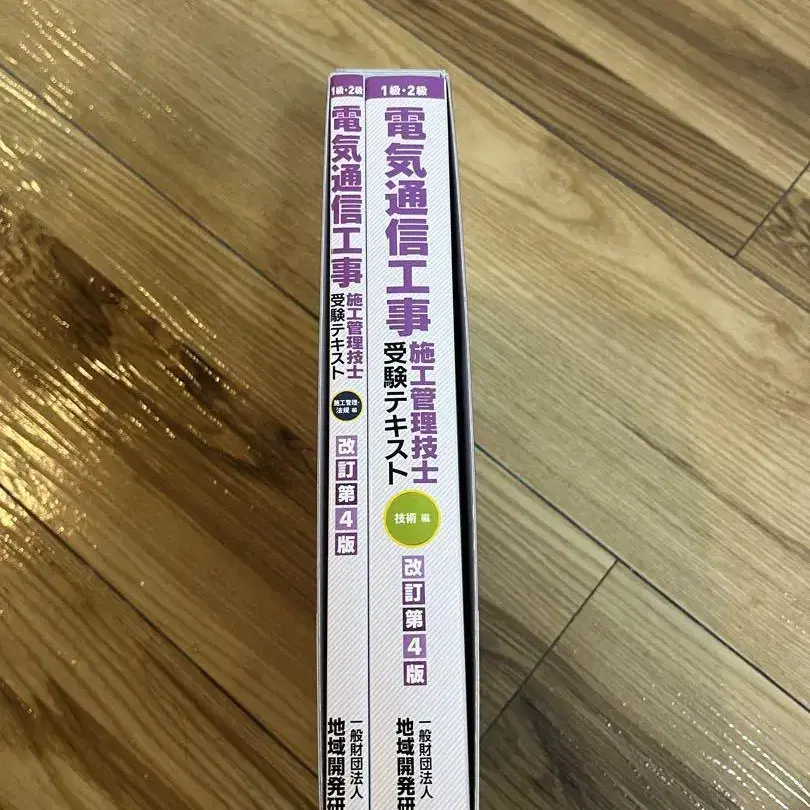 1級・2級
電気通信工事
施工管理技士
受験テキスト
施工管理・
法規 編
改訂第4版
一般財団法人
地域開発研
1級・2級
電気通信工事
施工管理技士
受験テキスト
技術 編
改訂第4版
一般財団法人
地域開発研